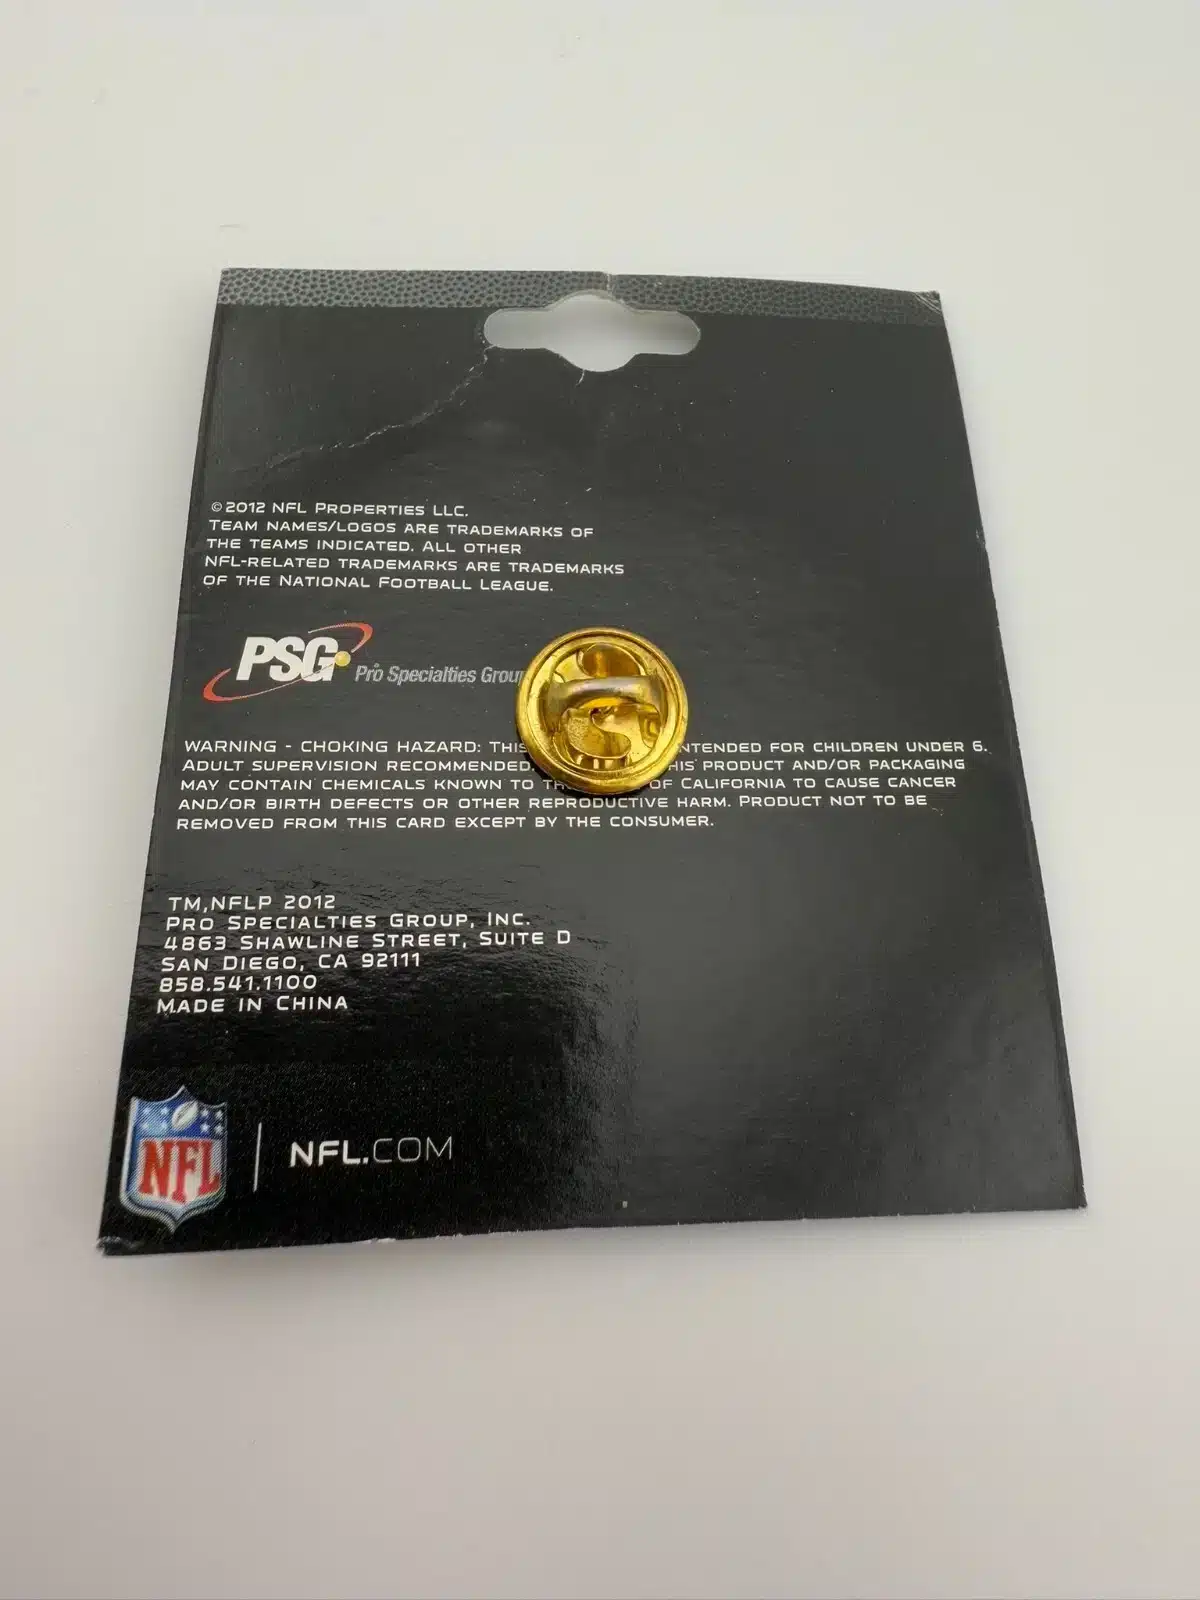 ©2012 NFL PROPERTIES LLC.
TEAM NAMES/LOGOS ARE TRADEMARKS OF
THE TEAMS INDICATED. ALL OTHER
NFL-RELATED TRADEMARKS ARE TRADEMARKS
OF THE NATIONAL FOOTBALL LEAGUE.
PSG Pro Specialties Grou
WARNING - CHOKING HAZARD: THIS NTENDED FOR CHILDREN UNDER 6.
ADULT SUPERVISION RECOMMENDED. HIS PRODUCT AND/OR PACKAGING
MAY CONTAIN CHEMICALS KNOWN TO OF CALIFORNIA TO CAUSE CANCER
AND/OR BIRTH DEFECTS OR OTHER REPRODUCTIVE HARM. PRODUCT NOT TO BE
REMOVED FROM THIS CARD EXCEPT BY THE CONSUMER.
TM,NFLP 2012
PRO SPECIALTIES GROUP, INC.
4863 SHAWLINE STREET, SUITE D
SAN DIEGO, CA 92111
858.541.1100
MADE IN CHINA
NFL | NFL.COM